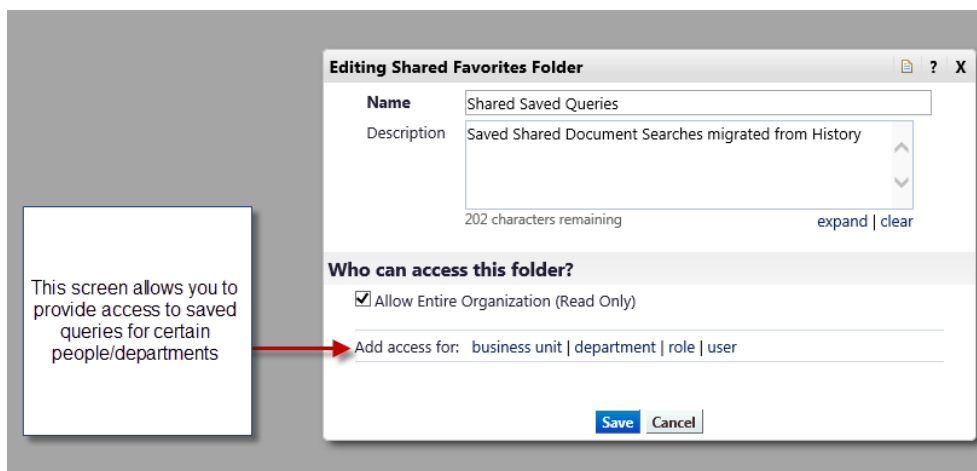 Editing Shared Favorites Folder ? X
Name Shared Saved Queries
Description Saved Shared Document Searches migrated from History
202 characters remaining expand | clear
Who can access this folder?
Allow Entire Organization (Read Only)
Add access for: business unit | department | role | user
Save Cancel
This screen allows you to
provide access to saved
queries for certain
people/departments